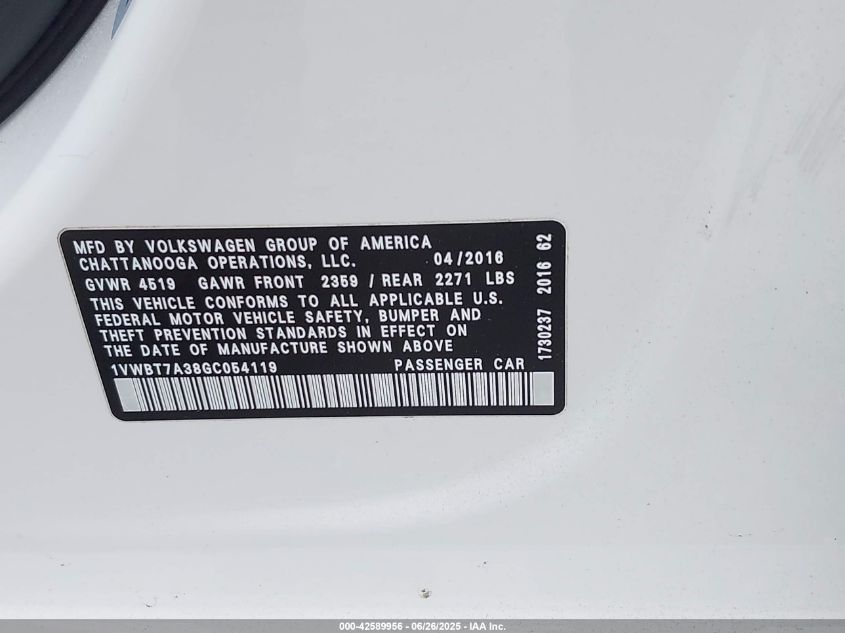 MFD BY VOLKSWAGEN GROUP OF AMERICA
CHATTANOOGA OPERATIONS, LLC. 04/2016
GVWR 4519 GAWR FRONT 2359 / REAR 2271 LBS
THIS VEHICLE CONFORMS TO ALL APPLICABLE U.S.
FEDERAL MOTOR VEHICLE SAFETY, BUMPER AND
THEFT PREVENTION STANDARDS IN EFFECT ON
THE DATE OF MANUFACTURE SHOWN ABOVE
1VWBT7A38GC054119 PASSENGER CAR
1730237 2016 62
000-42589956 - 06/26/2025 - IAA Inc.